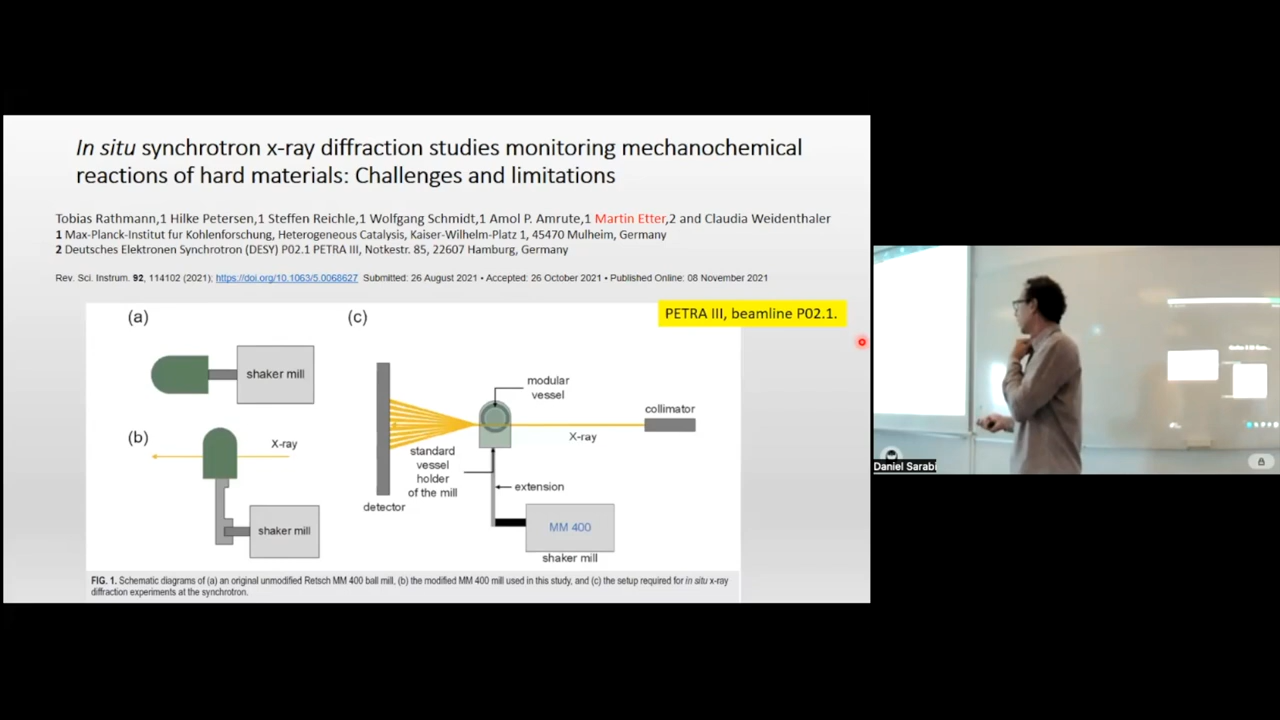 In situ synchrotron x-ray diffraction studies monitoring mechanochemical
reactions of hard materials: Challenges and limitations
Tobias Rathmann,1 Hilke Petersen,1 Steffen Reichle,1 Wolfgang Schmidt,1 Amol P. Amrute,1 Martin Etter,2 and Claudia Weidenthaler
1 Max-Planck-Institut fur Kohlenforschung, Heterogeneous Catalysis, Kaiser-Wilhelm-Platz 1, 45470 Mulheim, Germany
2 Deutsches Elektronen Synchrotron (DESY) P02.1 PETRA III, Notkestr. 85, 22607 Hamburg, Germany
Rev. Sci. Instrum. 92, 114102 (2021); https://doi.org/10.1063/5.0068627 Submitted: 26 August 2021 • Accepted: 26 October 2021 • Published Online: 08 November 2021
PETRA III, beamline P02.1.
(a)
shaker mill
(b)
X-ray
shaker mill
(c)
modular
vessel
collimator
X-ray
standard
vessel
holder
of the mill
extension
detector
MM 400
shaker mill
FIG. 1. Schematic diagrams of (a) an original unmodified Retsch MM 400 ball mill, (b) the modified MM 400 mill used in this study, and (c) the setup required for in situ x-ray
diffraction experiments at the synchrotron.
Daniel Sarabi